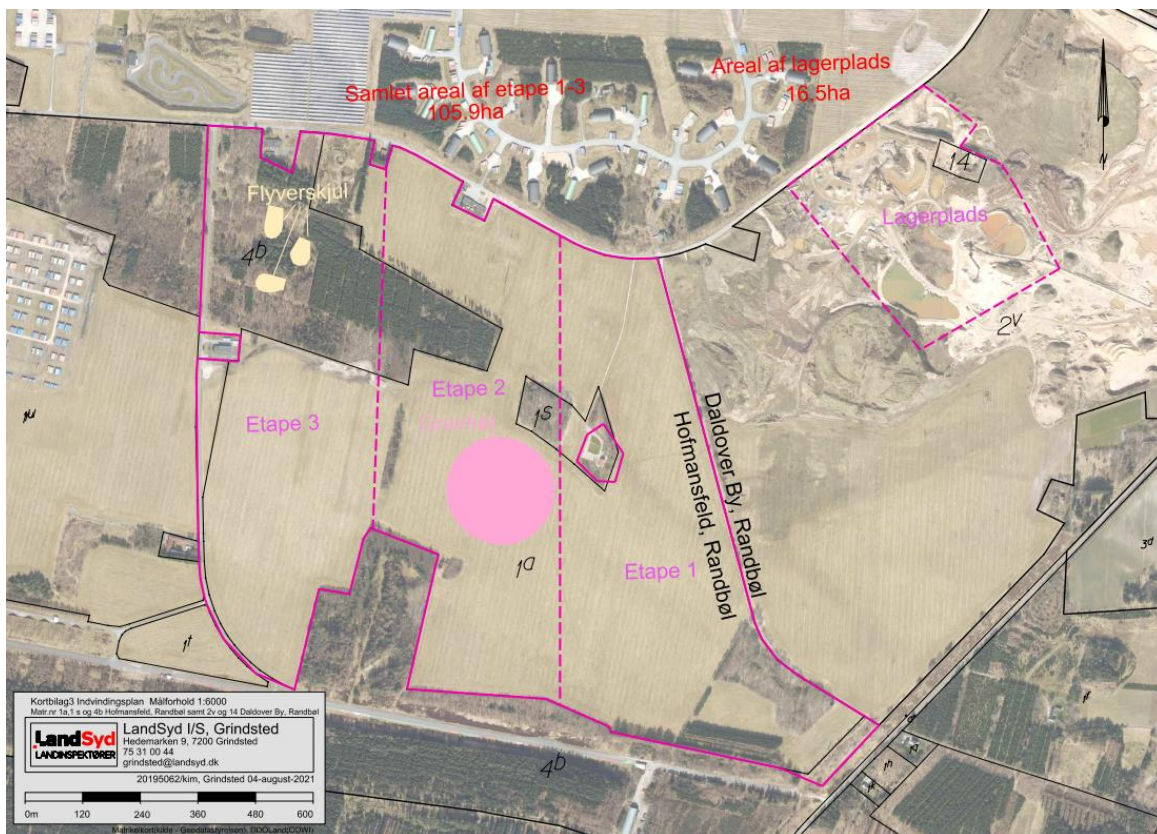 Samlet areal af etape 1-3
105,9ha
Areal af lagerplads
16,5ha
14
Lagerplads
2v
Flyverskjul
4b
Etape 3
Etape 2
1s
1a
Etape 1
Daldover By, Randbøl
Hofmansfeld, Randbøl
3a
1t
4b
N
Kortbilag3 Indvindingsplan Målforhold 1:6000
Matr.nr 1a,1 s og 4b Hofmansfeld, Randbøl samt 2v og 14 Daldover By, Randbøl
LandSyd
LANDINSPEKTØRER
LandSyd I/S, Grindsted
Hedemarken 9, 7200 Grindsted
75 31 00 44
grindsted@landsyd.dk
20195062/kim, Grindsted 04-august-2021
0m 120 240 360 480 600